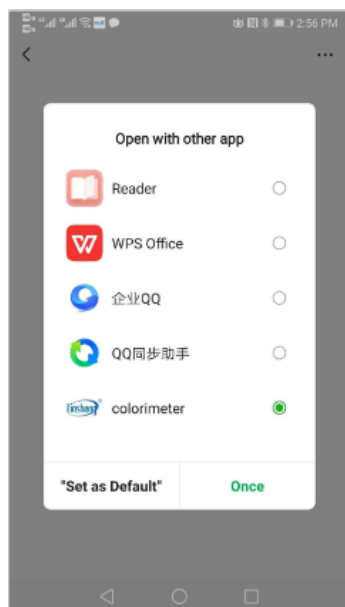 2:56 PM
Open with other app
Reader
WPS Office
企业QQ
QQ同步助手
Linshang colorimeter
"Set as Default" Once